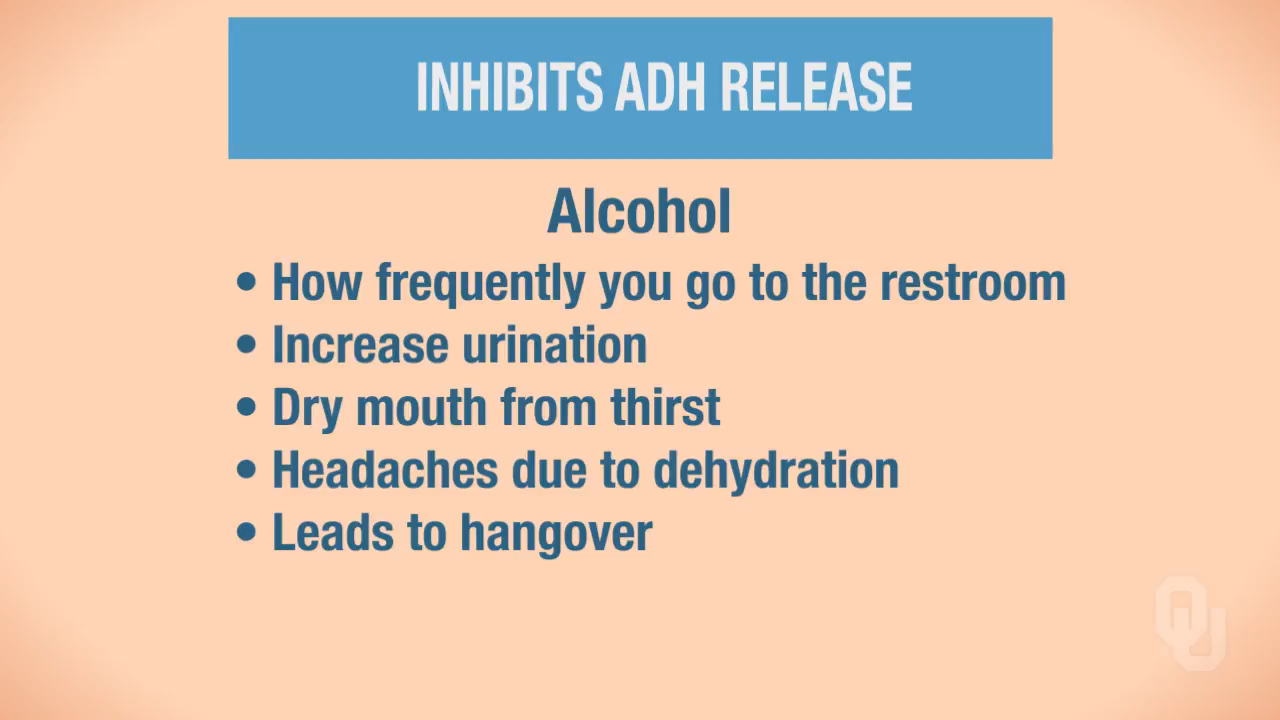 INHIBITS ADH RELEASE
Alcohol
• How frequently you go to the restroom
• Increase urination
• Dry mouth from thirst
• Headaches due to dehydration
• Leads to hangover
OU